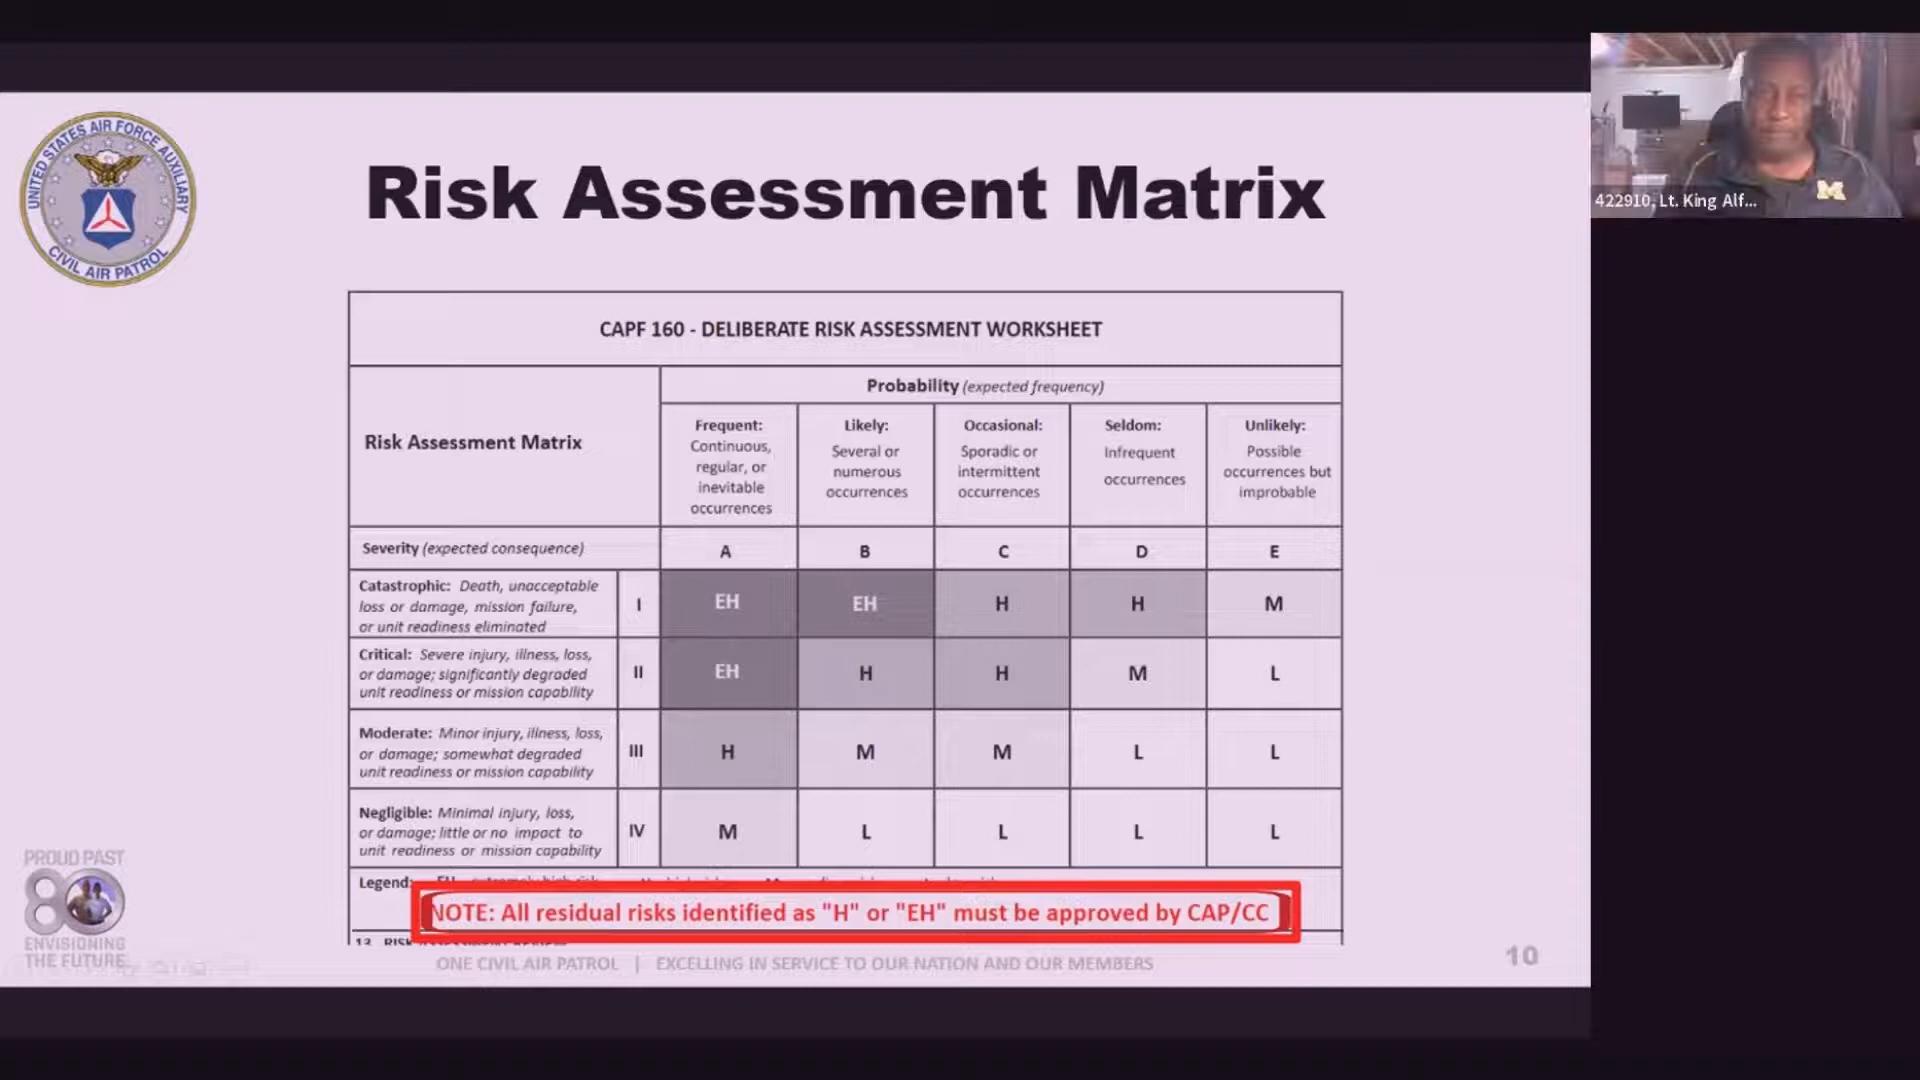 UNITED STATES AIR FORCE AUXILIARY
CIVIL AIR PATROL
Risk Assessment Matrix
422910, Lt. King Alf...
CAPF 160 - DELIBERATE RISK ASSESSMENT WORKSHEET
Risk Assessment Matrix
Probability (expected frequency)
Frequent:
Continuous,
regular, or
inevitable
occurrences
Likely:
Several or
numerous
occurrences
Occasional:
Sporadic or
intermittent
occurrences
Seldom:
Infrequent
occurrences
Unlikely:
Possible
occurrences but
improbable
Severity (expected consequence)
A B C D E
Catastrophic: Death, unacceptable
loss or damage, mission failure,
or unit readiness eliminated
I EH EH H H M
Critical: Severe injury, illness, loss,
or damage; significantly degraded
unit readiness or mission capability
II EH H H M L
Moderate: Minor injury, illness, loss,
or damage; somewhat degraded
unit readiness or mission capability
III H M M L L
Negligible: Minimal injury, loss,
or damage; little or no impact to
unit readiness or mission capability
IV M L L L L
Legend:
NOTE: All residual risks identified as "H" or "EH" must be approved by CAP/CC
PROUD PAST
80
ENVISIONING
THE FUTURE
ONE CIVIL AIR PATROL | EXCELLING IN SERVICE TO OUR NATION AND OUR MEMBERS
10